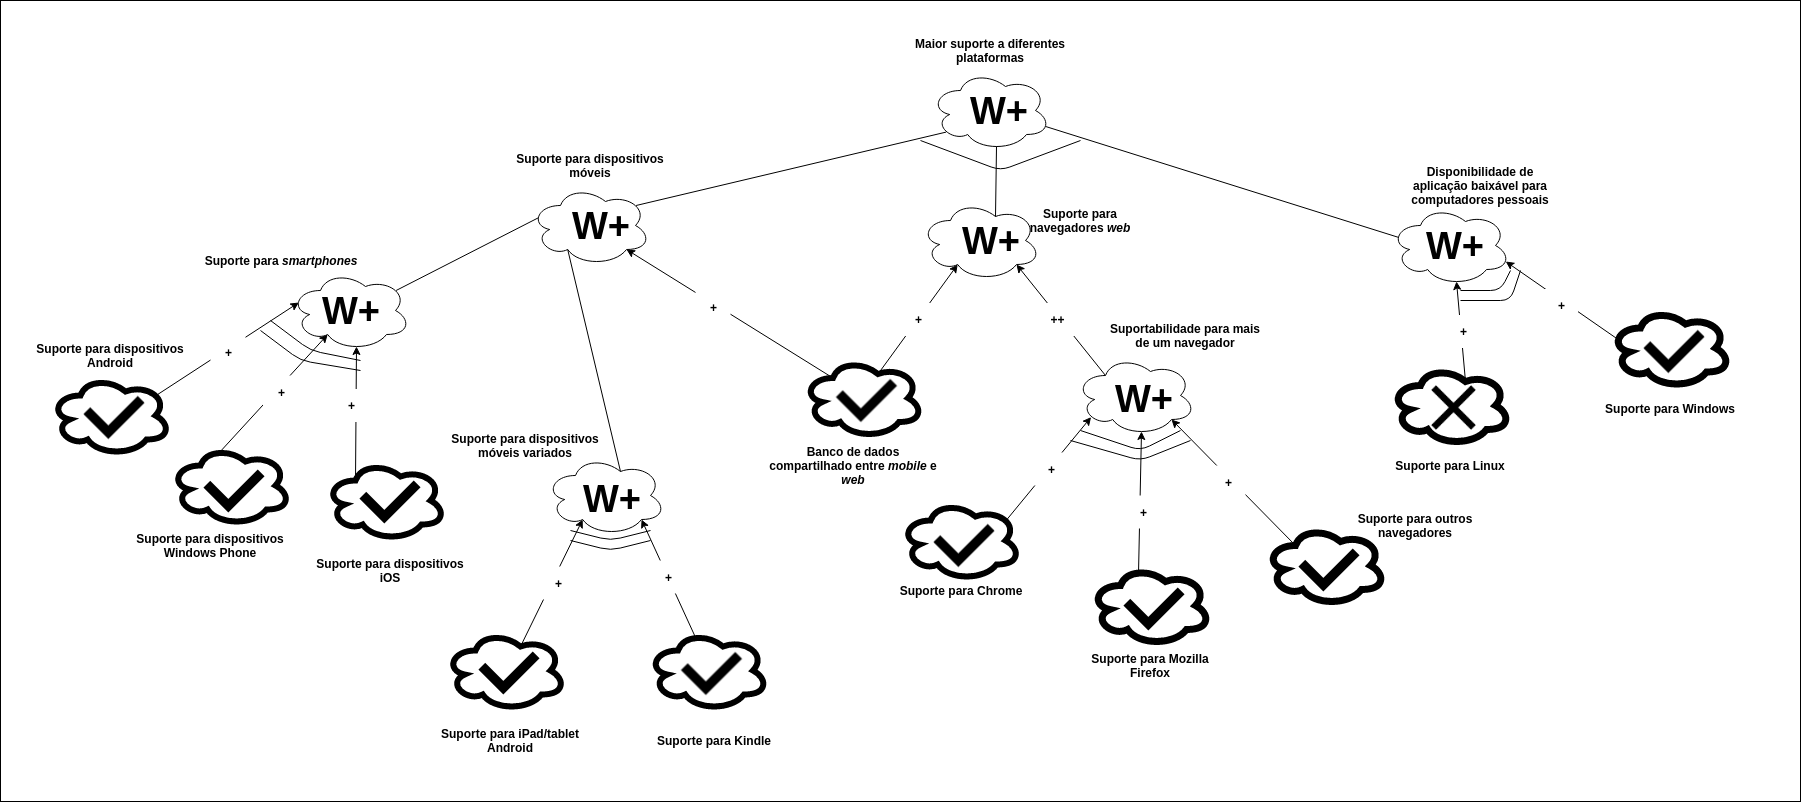 Maior suporte a diferentes
plataformas
W+
Suporte para dispositivos
móveis
W+
Suporte para
navegadores web
W+
Disponibilidade de
aplicação baixável para
computadores pessoais
W+
Suporte para smartphones
W+
+
+
+
Suporte para dispositivos
Android
Suporte para dispositivos
Windows Phone
Suporte para dispositivos
iOS
Suporte para dispositivos
móveis variados
W+
+
+
Suporte para iPad/tablet
Android
Suporte para Kindle
+
+
Banco de dados
compartilhado entre mobile e
web
++
Suportabilidade para mais
de um navegador
W+
+
+
+
Suporte para Chrome
Suporte para Mozilla
Firefox
Suporte para outros
navegadores
+
+
Suporte para Linux
Suporte para Windows